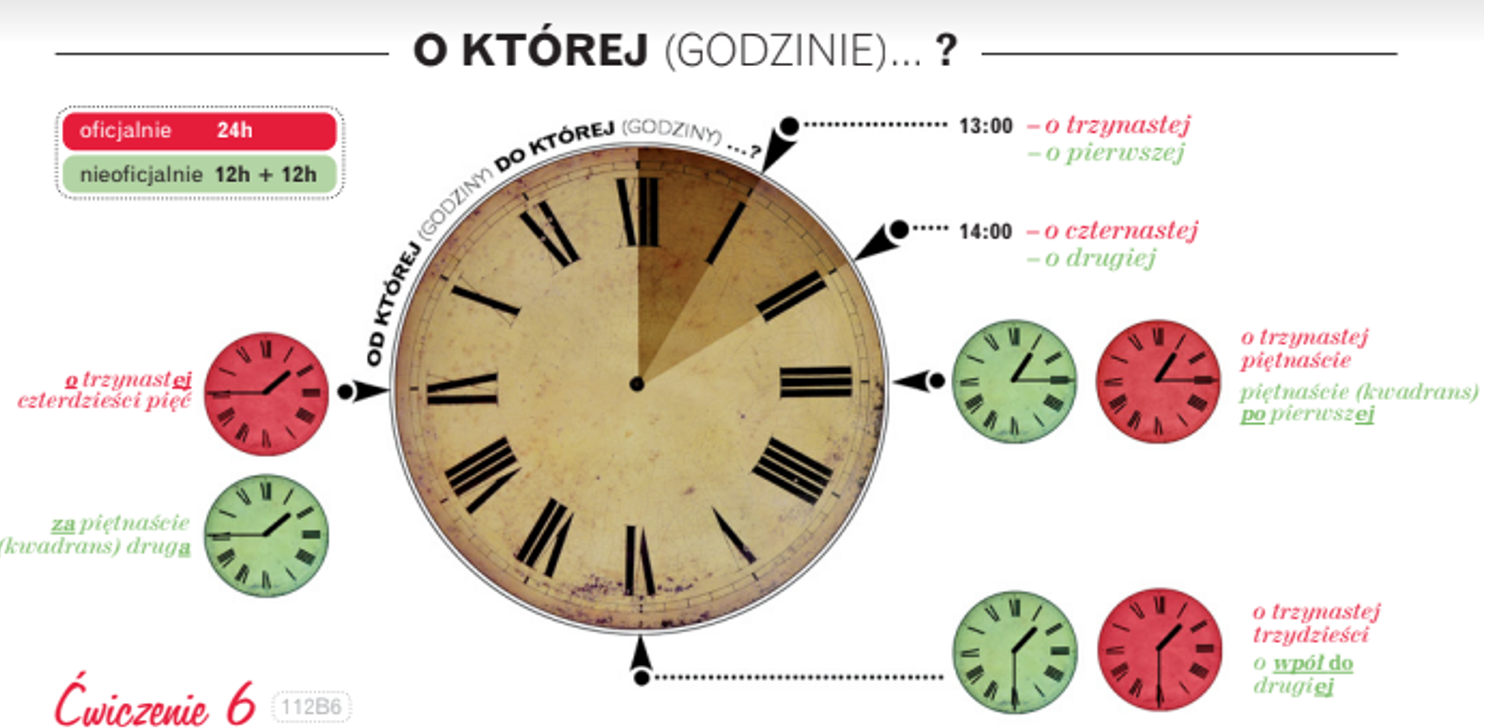 O KTÓREJ (GODZINIE)... ?
oficjalnie 24h
nieoficjalnie 12h + 12h
OD KTÓREJ (GODZINY) DO KTÓREJ (GODZINY) ...?
13:00 – o trzynastej
– o pierwszej
14:00 – o czternastej
– o drugiej
o trzynastej
piętnaście
piętnaście (kwadrans)
po pierwszej
o trzynastej
czterdzieści pięć
za piętnaście
(kwadrans) druga
o trzynastej
trzydzieści
o wpół do
drugiej
Ćwiczenie 6 112B6